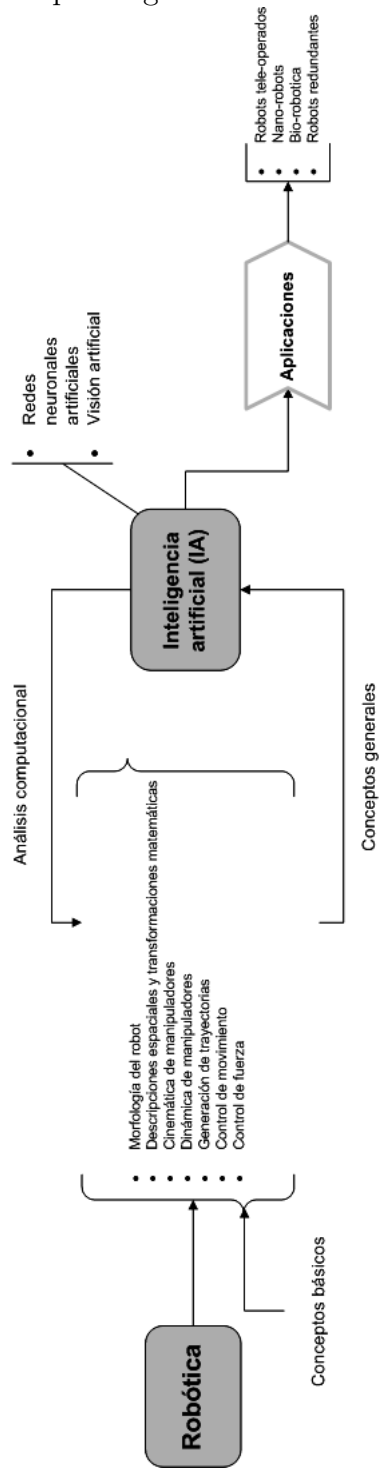 Robótica
Conceptos básicos
• Morfología del robot
• Descripciones espaciales y transformaciones matemáticas
• Cinemática de manipuladores
• Dinámica de manipuladores
• Generación de trayectorias
• Control de movimiento
• Control de fuerza
Análisis computacional
Conceptos generales
Inteligencia
artificial (IA)
• Redes
neuronales
artificiales
• Visión artificial
Aplicaciones
• Robots tele-operados
• Nano-robots
• Bio-robotica
• Robots redundantes